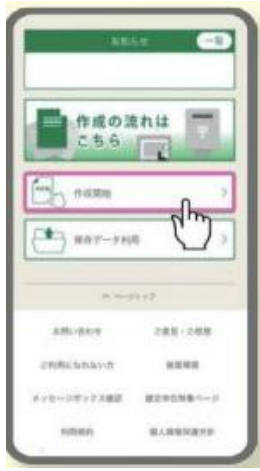 お知らせ 一覧
作成の流れは
こちら
作成開始
保存データ利用
ページトップ
お問い合わせ ご意見・ご感想
ご利用になれない方 推奨環境
メッセージボックス確認 確定申告特集ページ
利用規約 個人情報保護方針